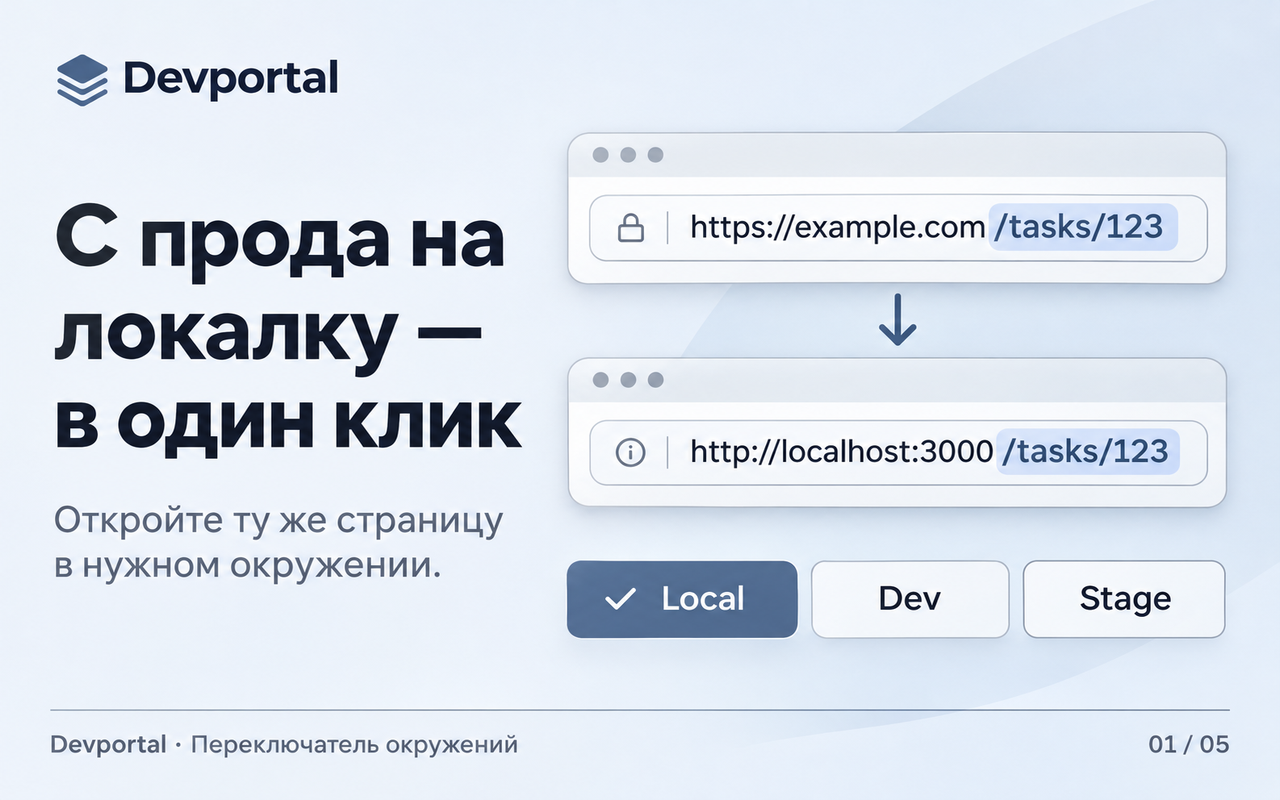 Devportal
С прода на
локалку —
в один клик
Откройте ту же страницу
в нужном окружении.
https://example.com/tasks/123
http://localhost:3000/tasks/123
Local
Dev
Stage
Devportal · Переключатель окружений
01 / 05